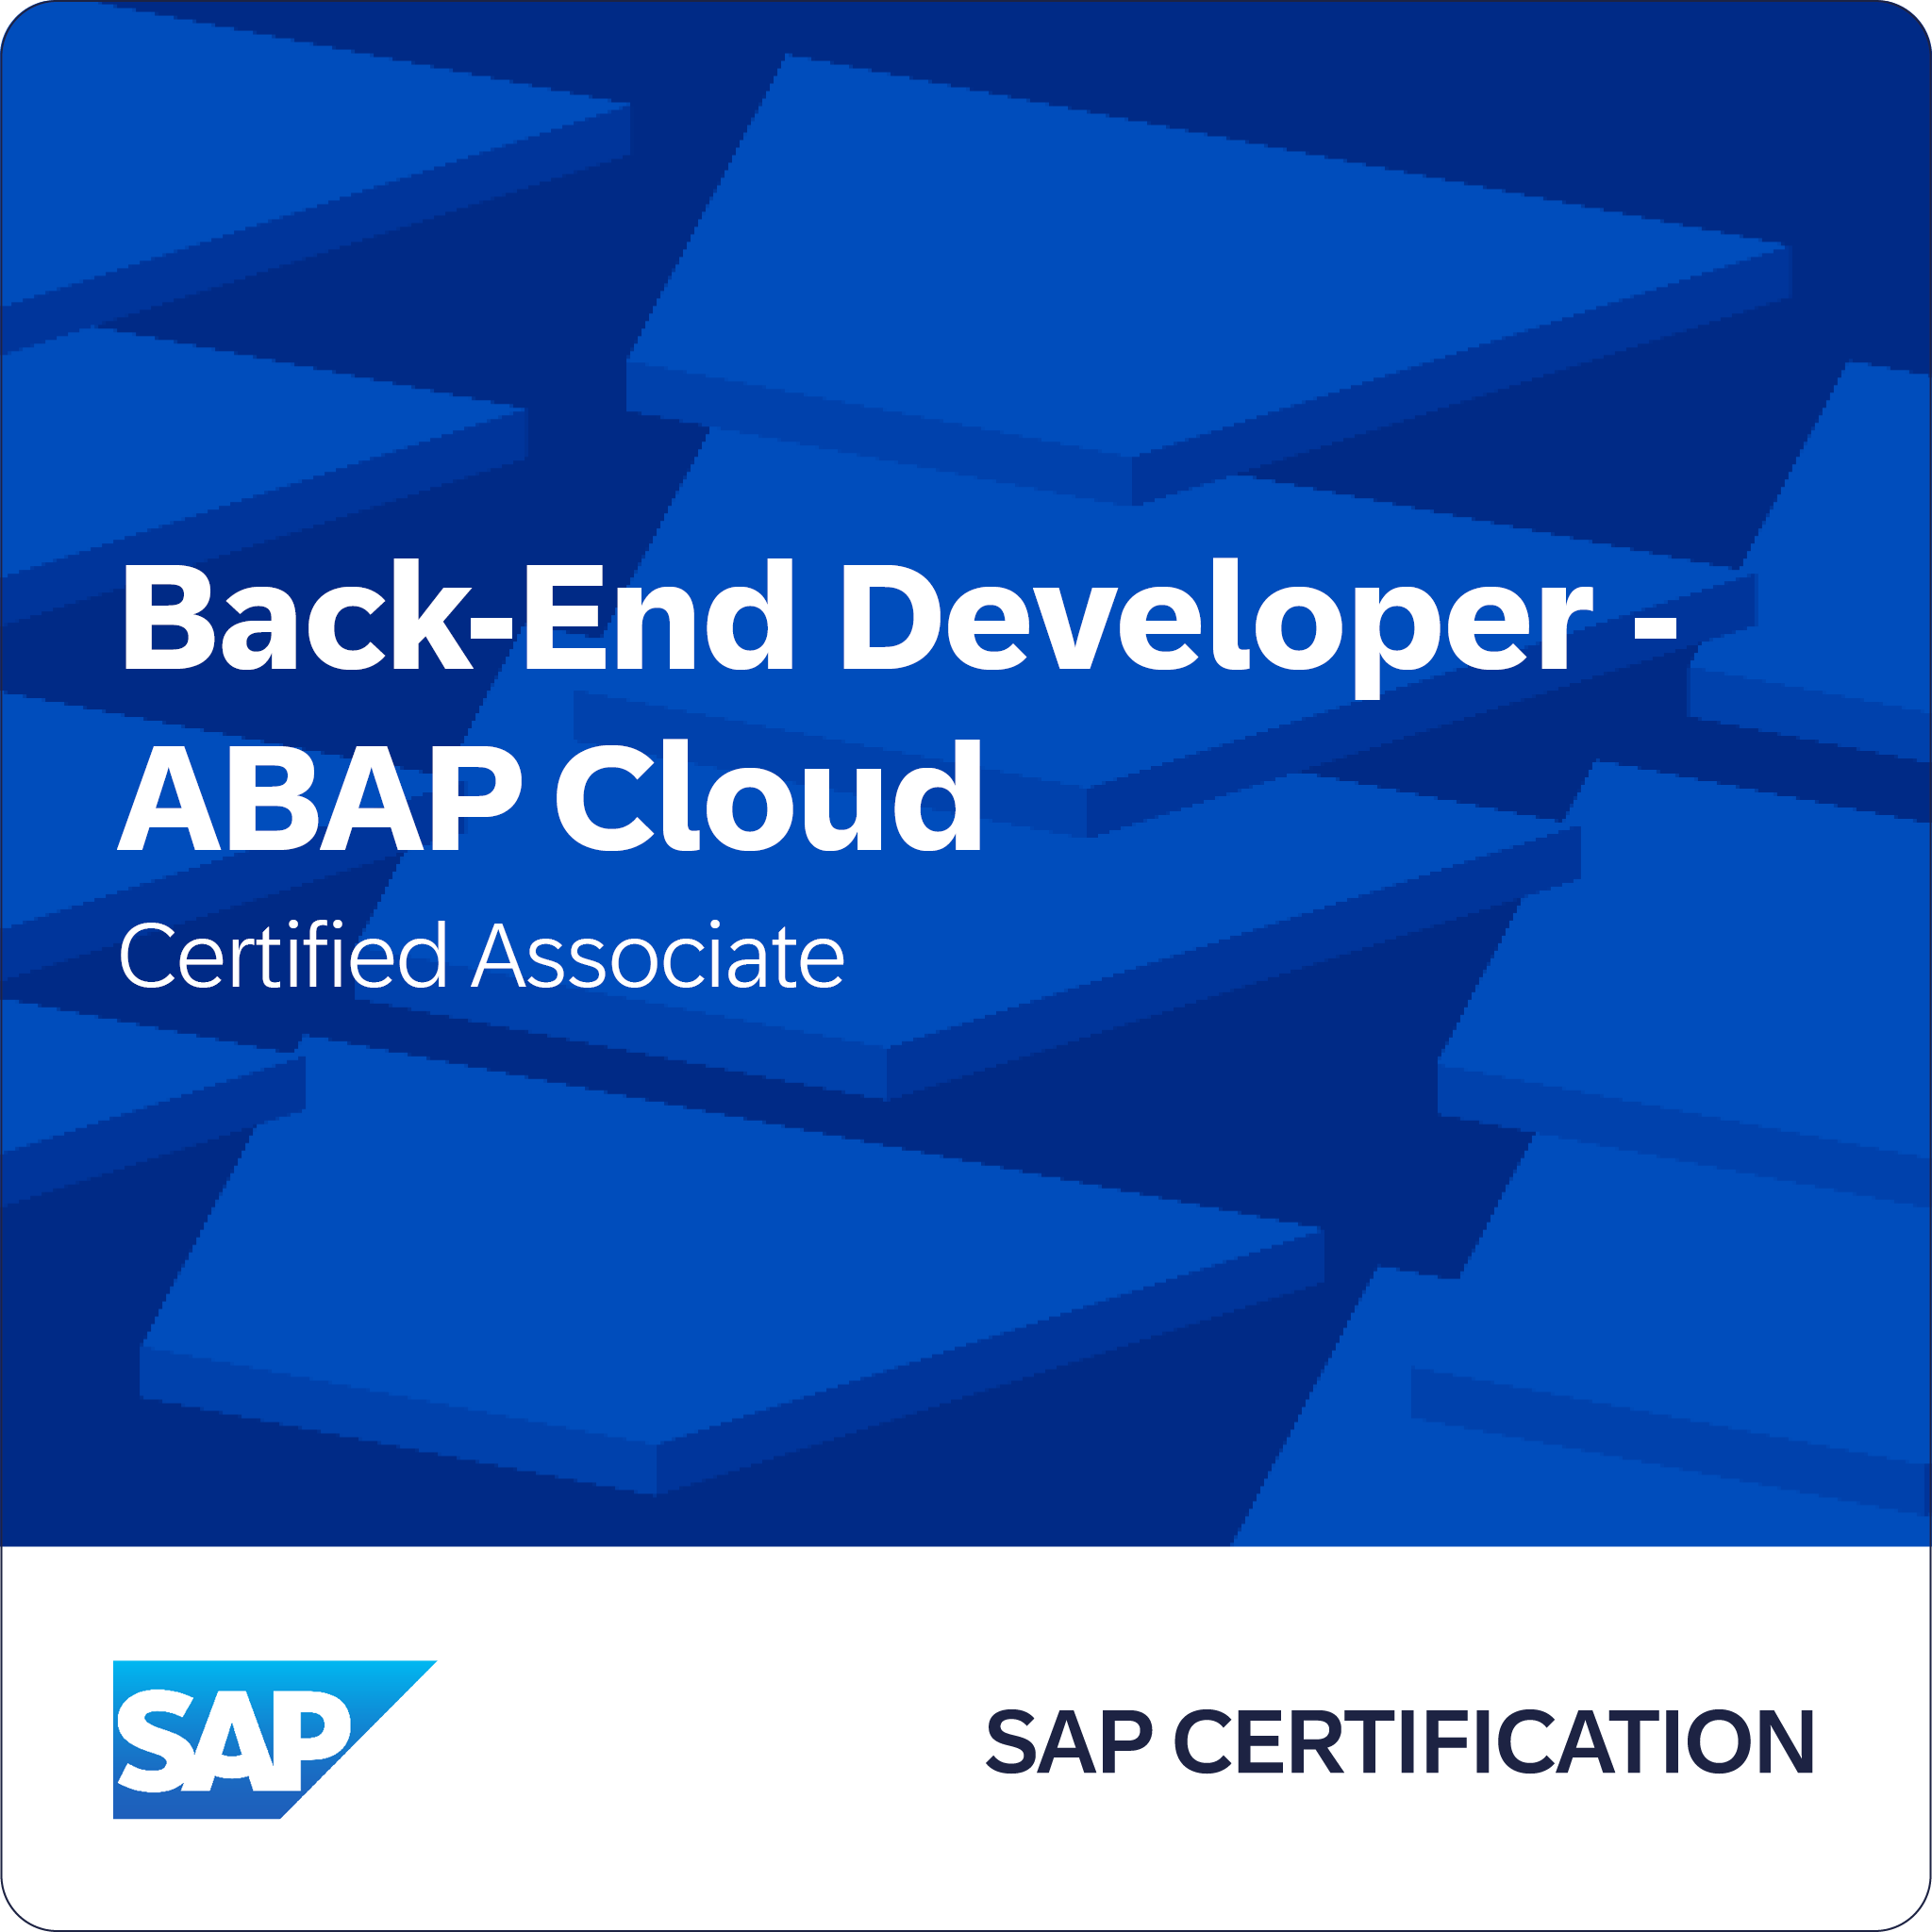 Back-End Developer -
ABAP Cloud
Certified Associate
SAP
SAP CERTIFICATION